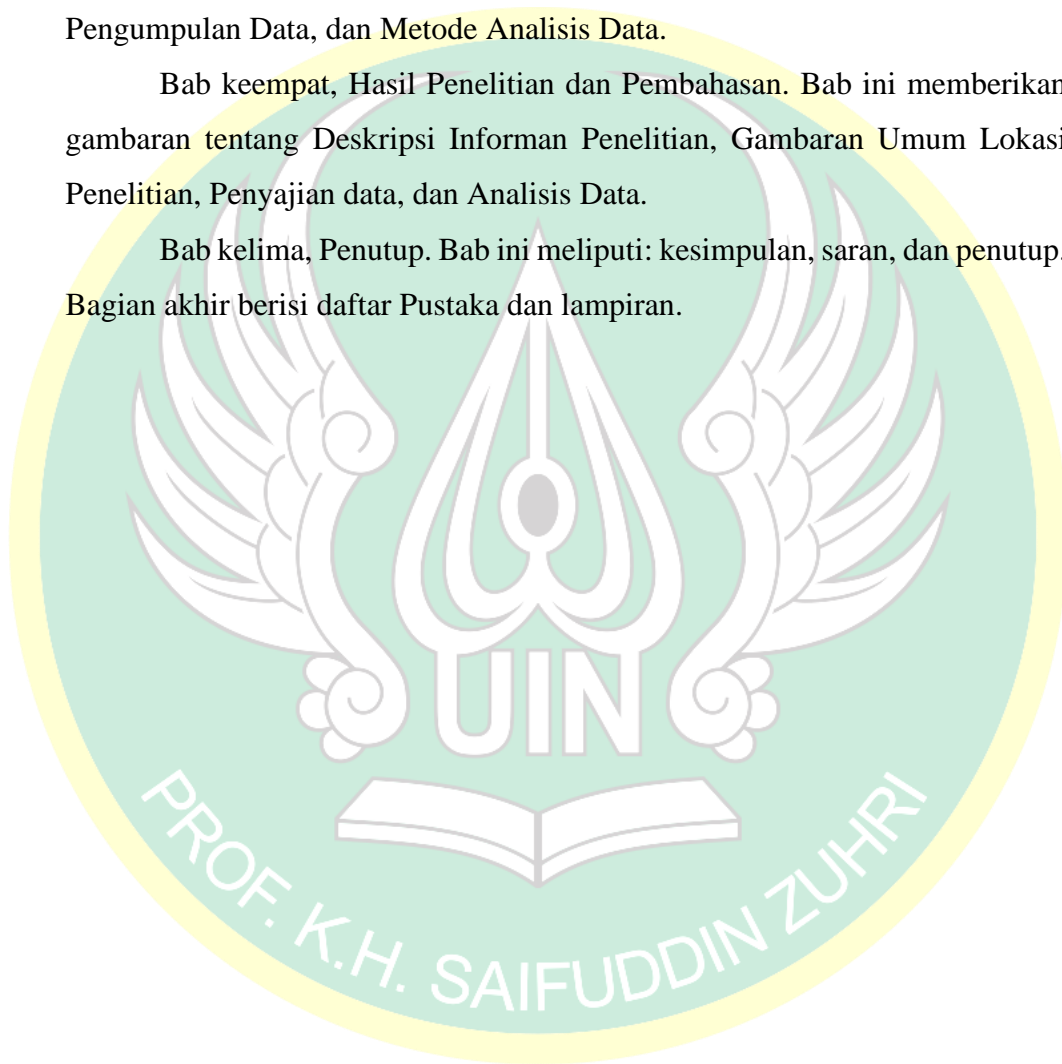 Pengumpulan Data, dan Metode Analisis Data.
Bab keempat, Hasil Penelitian dan Pembahasan. Bab ini memberikan
gambaran tentang Deskripsi Informan Penelitian, Gambaran Umum Lokasi
Penelitian, Penyajian data, dan Analisis Data.
Bab kelima, Penutup. Bab ini meliputi: kesimpulan, saran, dan penutup.
Bagian akhir berisi daftar Pustaka dan lampiran.
UIN
PROF. K.H. SAIFUDDIN ZUHRI